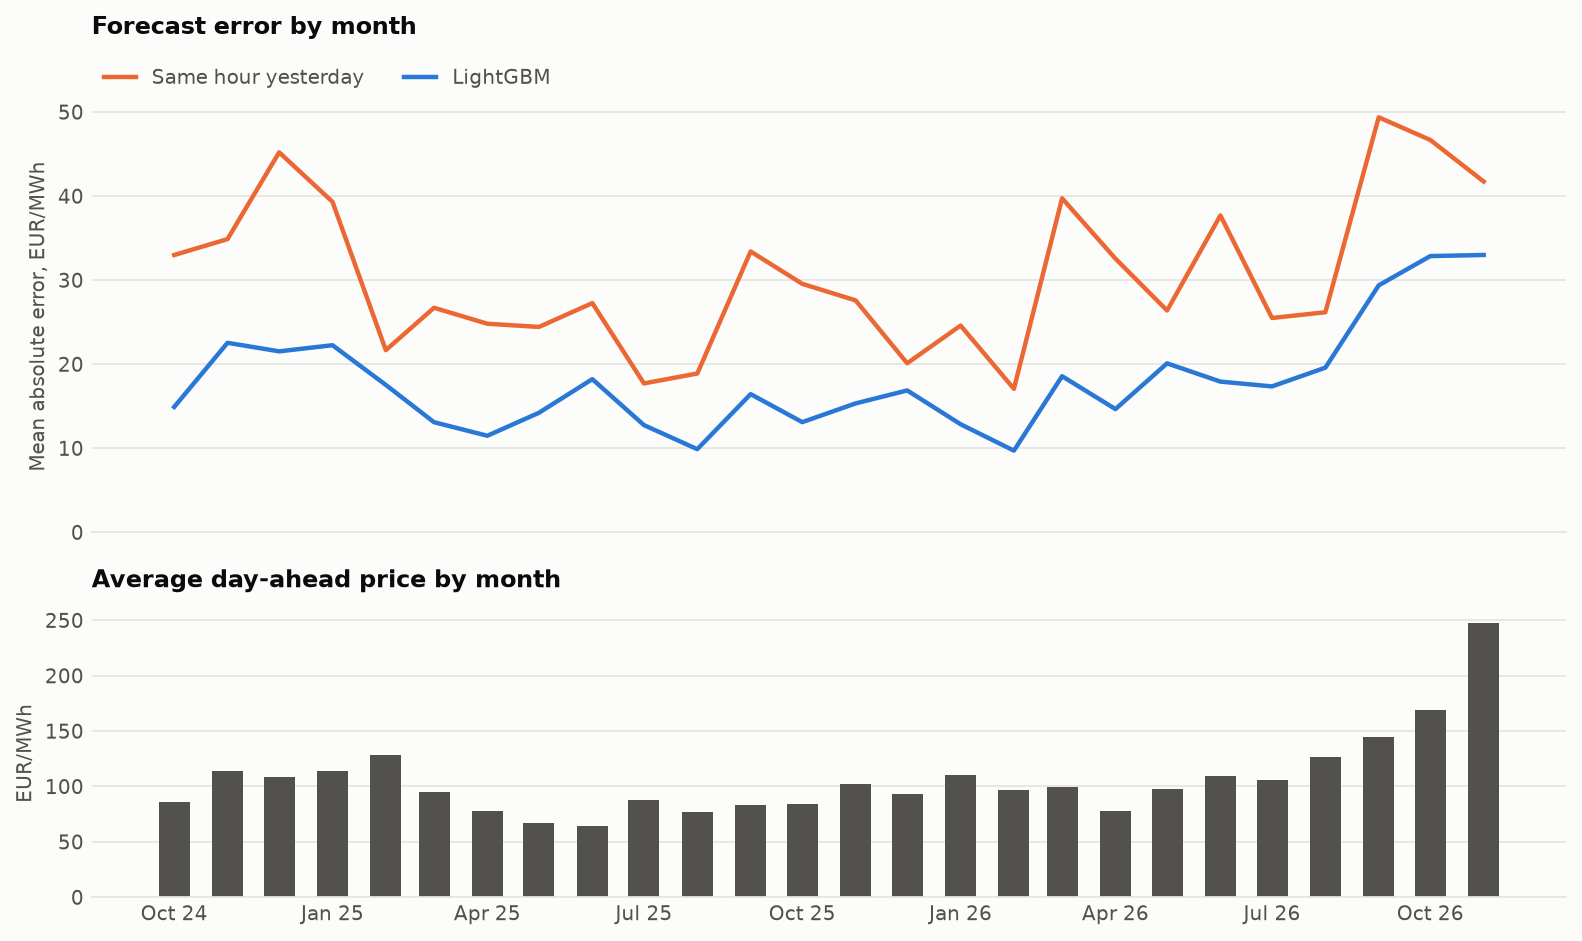 Forecast error by month
Same hour yesterday LightGBM
Mean absolute error, EUR/MWh
50
40
30
20
10
0
Average day-ahead price by month
EUR/MWh
250
200
150
100
50
0
Oct 24 Jan 25 Apr 25 Jul 25 Oct 25 Jan 26 Apr 26 Jul 26 Oct 26